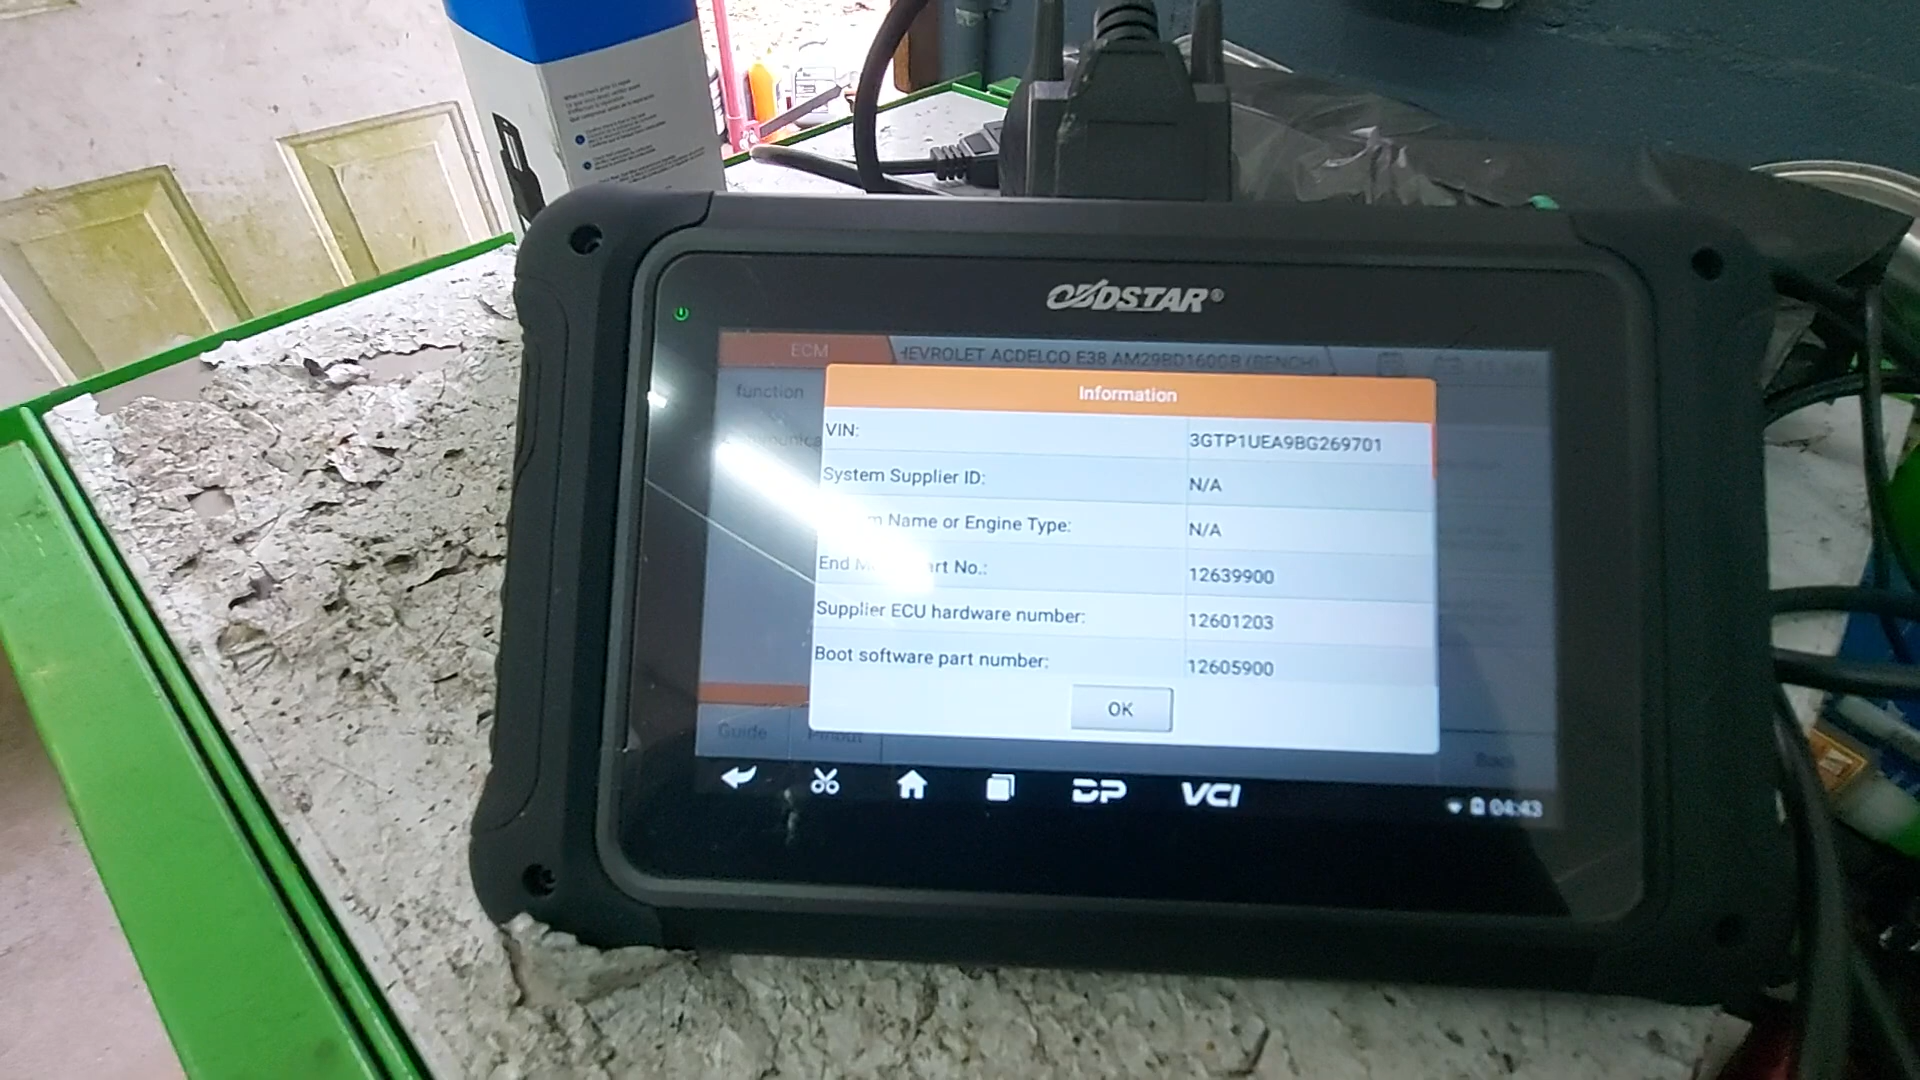 OBDSTAR®
ECM
HEVROLET ACDELCO E38 AM29BD160GB (BENCH)
function
Information
VIN: 3GTP1UEA9BG269701
System Supplier ID: N/A
Name or Engine Type: N/A
End No.: 12639900
Supplier ECU hardware number: 12601203
Boot software part number: 12605900
OK
Guide Pinout
DP VCI 04:43